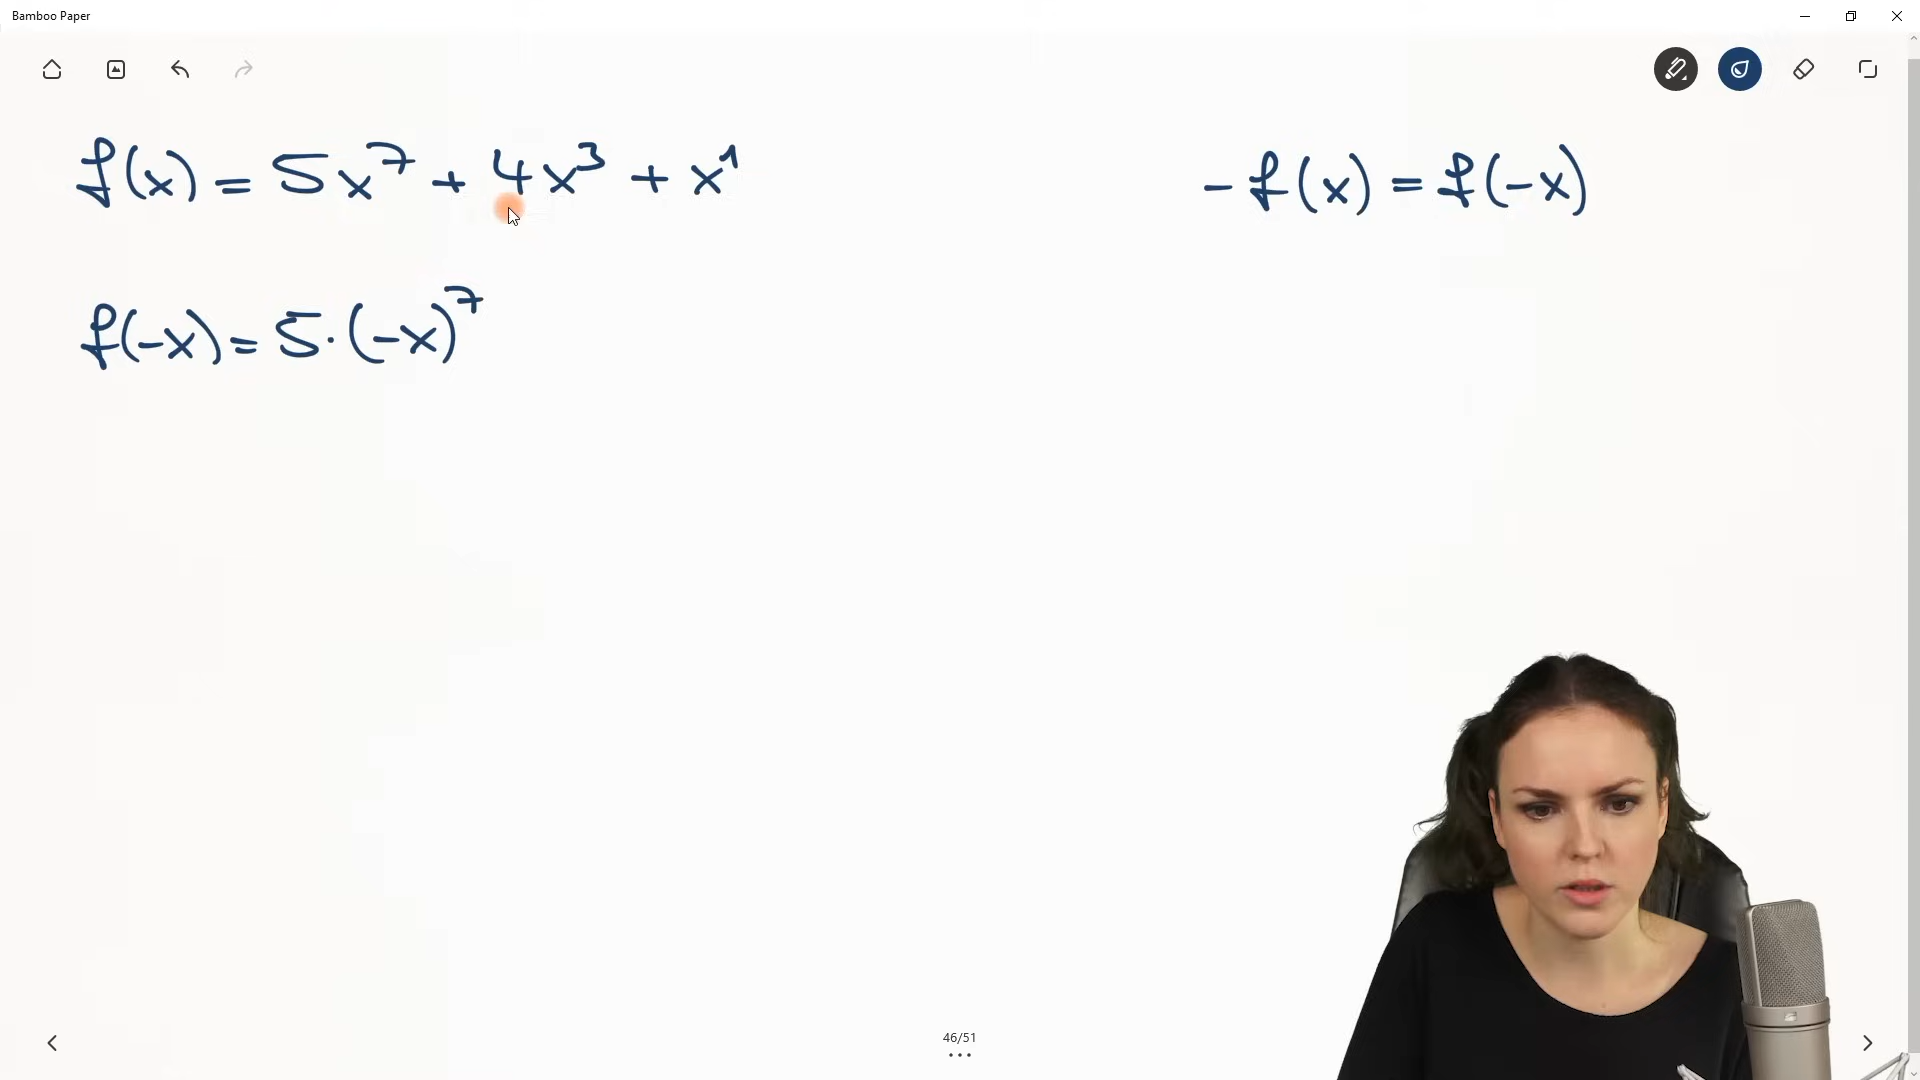 Bamboo Paper
f(x) = 5x⁷ + 4x³ + x¹
-f(x) = f(-x)
f(-x) = 5·(-x)⁷
46/51